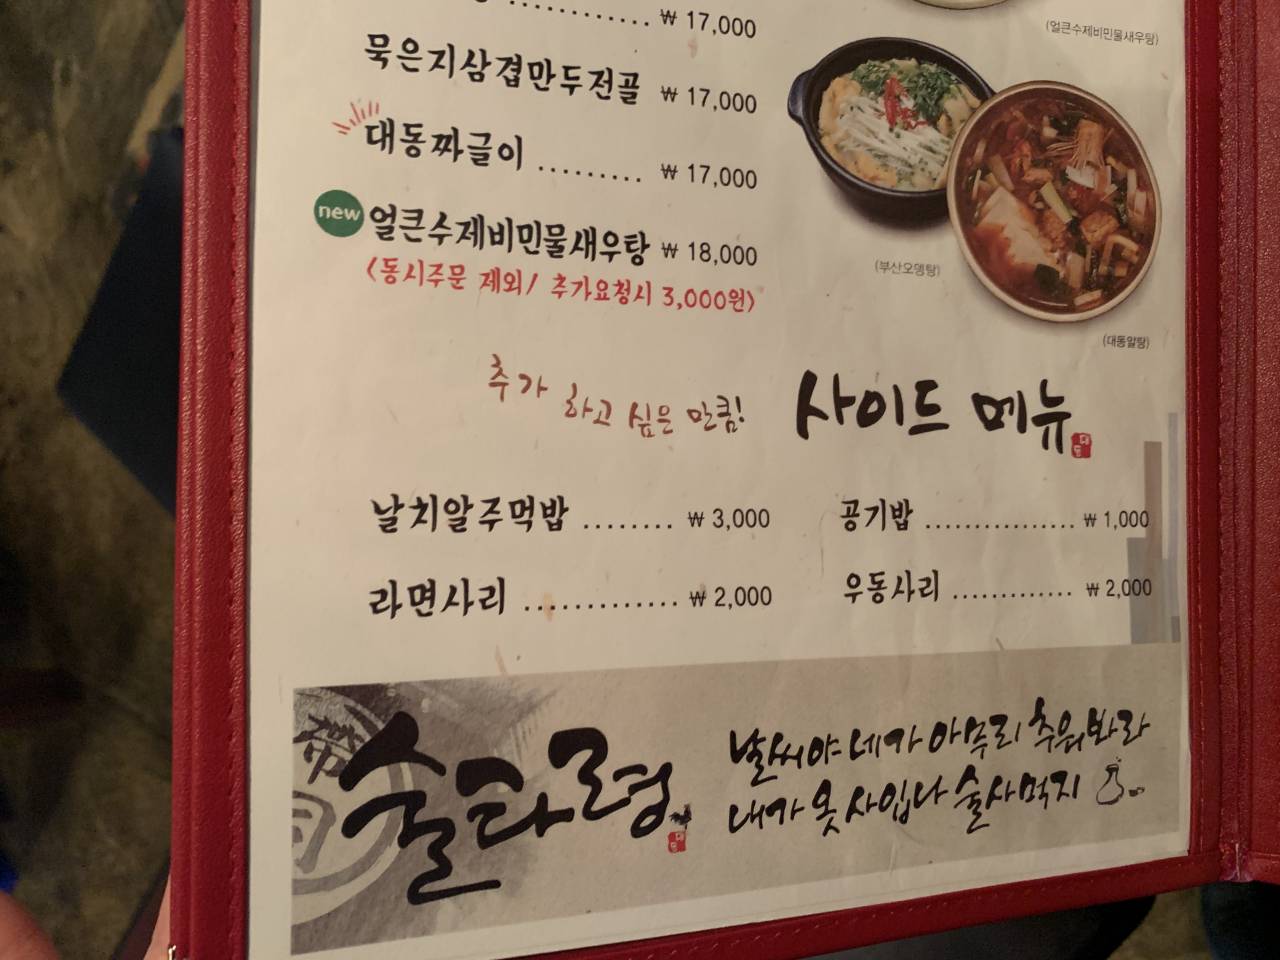 ₩ 17,000
(얼큰수제비민물새우탕)
묵은지삼겹만두전골 ₩ 17,000
대동짜글이 ......... ₩ 17,000
new 얼큰수제비민물새우탕 ₩ 18,000
(동시주문 제외/ 추가요청시 3,000원)
(부산오뎅탕)
(대동알탕)
추가 하고 싶은 만큼! 사이드 메뉴
대동
날치알주먹밥 ........ ₩ 3,000
공기밥 ................ ₩ 1,000
라면사리 ............. ₩ 2,000
우동사리 ............. ₩ 2,000
술타령
대동
날씨야 네가 아무리 추워봐라
내가 옷 사입나 술사먹지